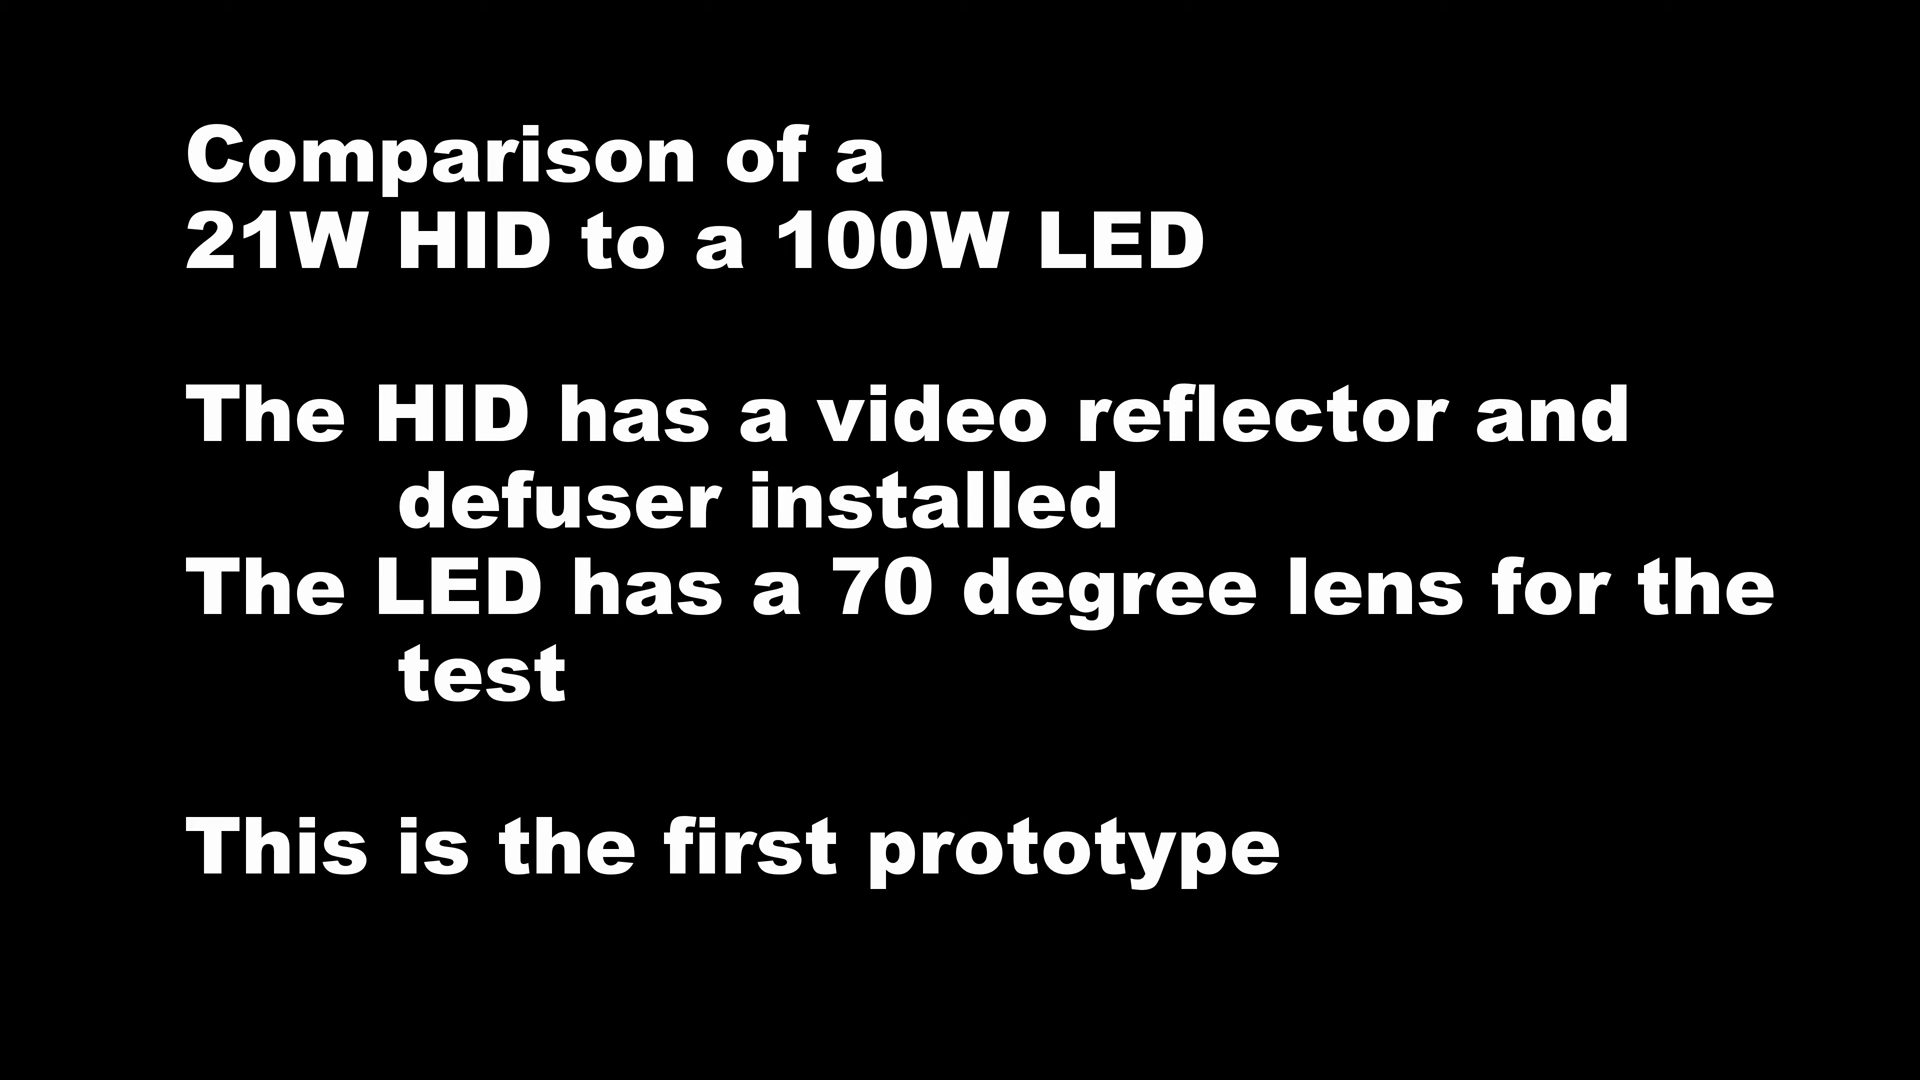 Comparison of a
21W HID to a 100W LED
The HID has a video reflector and
defuser installed
The LED has a 70 degree lens for the
test
This is the first prototype